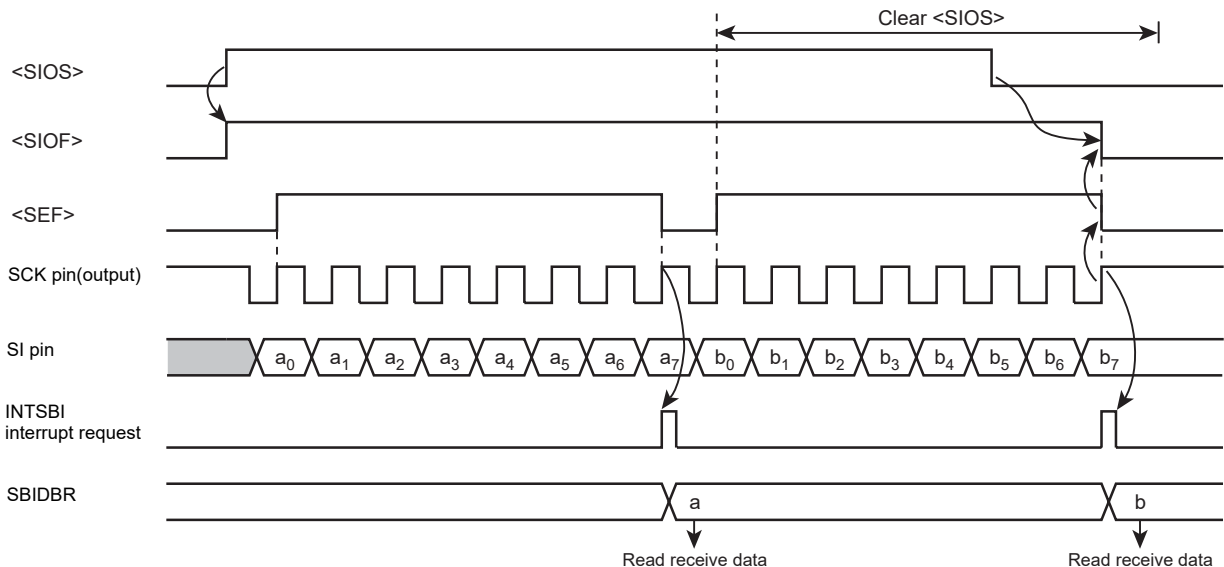 Clear <SIOS>
<SIOS>
<SIOF>
<SEF>
SCK pin(output)
SI pin
a0 a1 a2 a3 a4 a5 a6 a7 b0 b1 b2 b3 b4 b5 b6 b7
INTSBI
interrupt request
SBIDBR
a b
Read receive data Read receive data